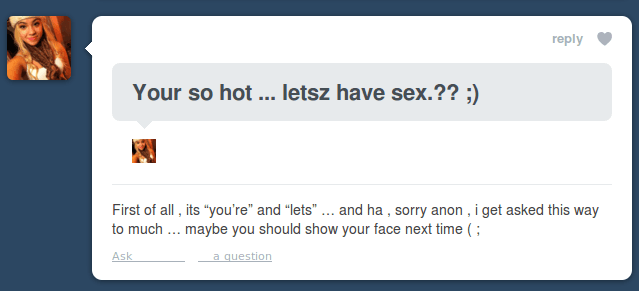 reply
Your so hot ... letsz have sex.?? ;)
First of all , its “you’re” and “lets” … and ha , sorry anon , i get asked this way
to much … maybe you should show your face next time ( ;
Ask a question